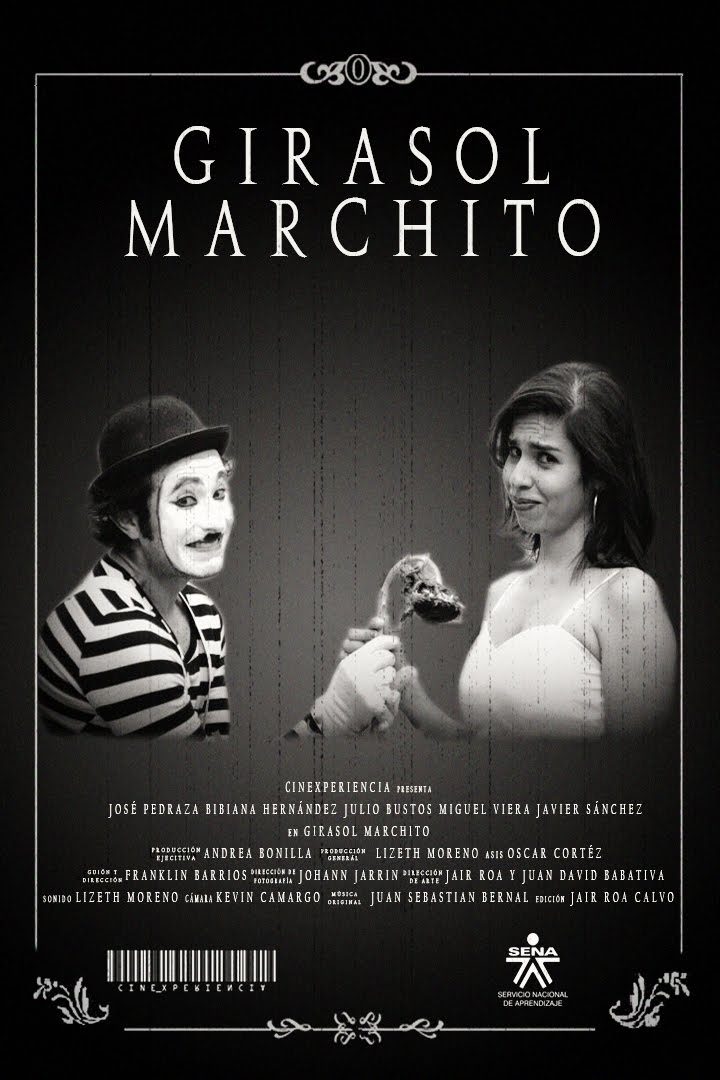 GIRASOL
MARCHITO
CINEXPERIENCIA PRESENTA
JOSÉ PEDRAZA BIBIANA HERNÁNDEZ JULIO BUSTOS MIGUEL VIERA JAVIER SÁNCHEZ
EN GIRASOL MARCHITO
PRODUCCIÓN EJECITIVA ANDREA BONILLA PRODUCCIÓN GENERÁL LIZETH MORENO ASIS OSCAR CORTÉZ
GUIÓN Y DIRECCIÓN FRANKLIN BARRIOS DIRECCIÓN DE FOTOGRAFÍA JOHANN JARRIN DIRECCIÓN DE ARTE JAIR ROA Y JUAN DAVID BABATIVA
SONIDO LIZETH MORENO CÁMARA KEVIN CAMARGO MÚSICA ORIGINAL JUAN SEBASTIAN BERNAL EDICIÓN JAIR ROA CALVO
CINEXPERIENCIA
SENA
SERVICIO NACIONAL
DE APRENDIZAJE